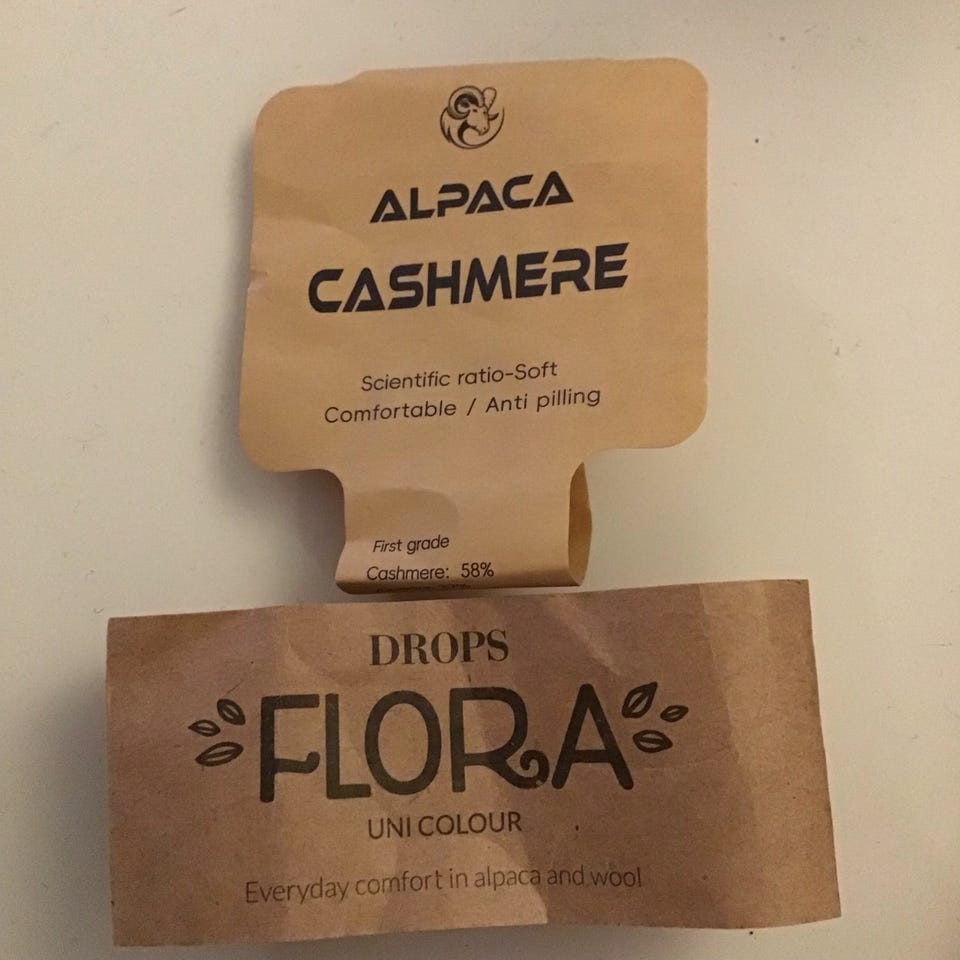 ALPACA
CASHMERE
Scientific ratio-Soft
Comfortable / Anti pilling
First grade
Cashmere: 58%
DROPS
FLORA
UNI COLOUR
Everyday comfort in alpaca and wool